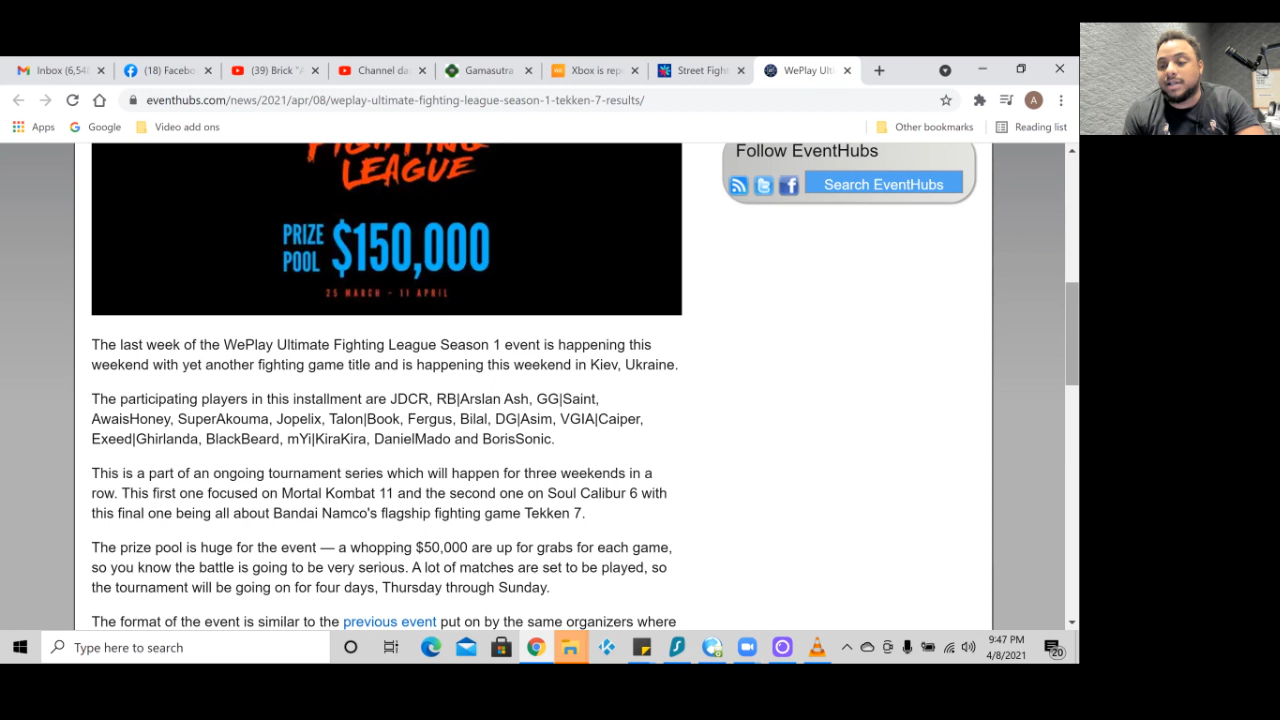 Inbox (6,54
(18) Facebo
(39) Brick "A
Channel da
Gamasutra
Xbox is rep
Street Fight
WePlay Ulti
eventhubs.com/news/2021/apr/08/weplay-ultimate-fighting-league-season-1-tekken-7-results/
A
Apps
Google
Video add ons
Other bookmarks
Reading list
FIGHTING
LEAGUE
PRIZE POOL $150,000
25 MARCH - 11 APRIL
Follow EventHubs
Search EventHubs
The last week of the WePlay Ultimate Fighting League Season 1 event is happening this
weekend with yet another fighting game title and is happening this weekend in Kiev, Ukraine.
The participating players in this installment are JDCR, RB|Arslan Ash, GG|Saint,
AwaisHoney, SuperAkouma, Jopelix, Talon|Book, Fergus, Bilal, DG|Asim, VGIA|Caiper,
Exeed|Ghirlanda, BlackBeard, mYi|KiraKira, DanielMado and BorisSonic.
This is a part of an ongoing tournament series which will happen for three weekends in a
row. This first one focused on Mortal Kombat 11 and the second one on Soul Calibur 6 with
this final one being all about Bandai Namco's flagship fighting game Tekken 7.
The prize pool is huge for the event — a whopping $50,000 are up for grabs for each game,
so you know the battle is going to be very serious. A lot of matches are set to be played, so
the tournament will be going on for four days, Thursday through Sunday.
The format of the event is similar to the previous event put on by the same organizers where
Type here to search
9:47 PM
4/8/2021
20